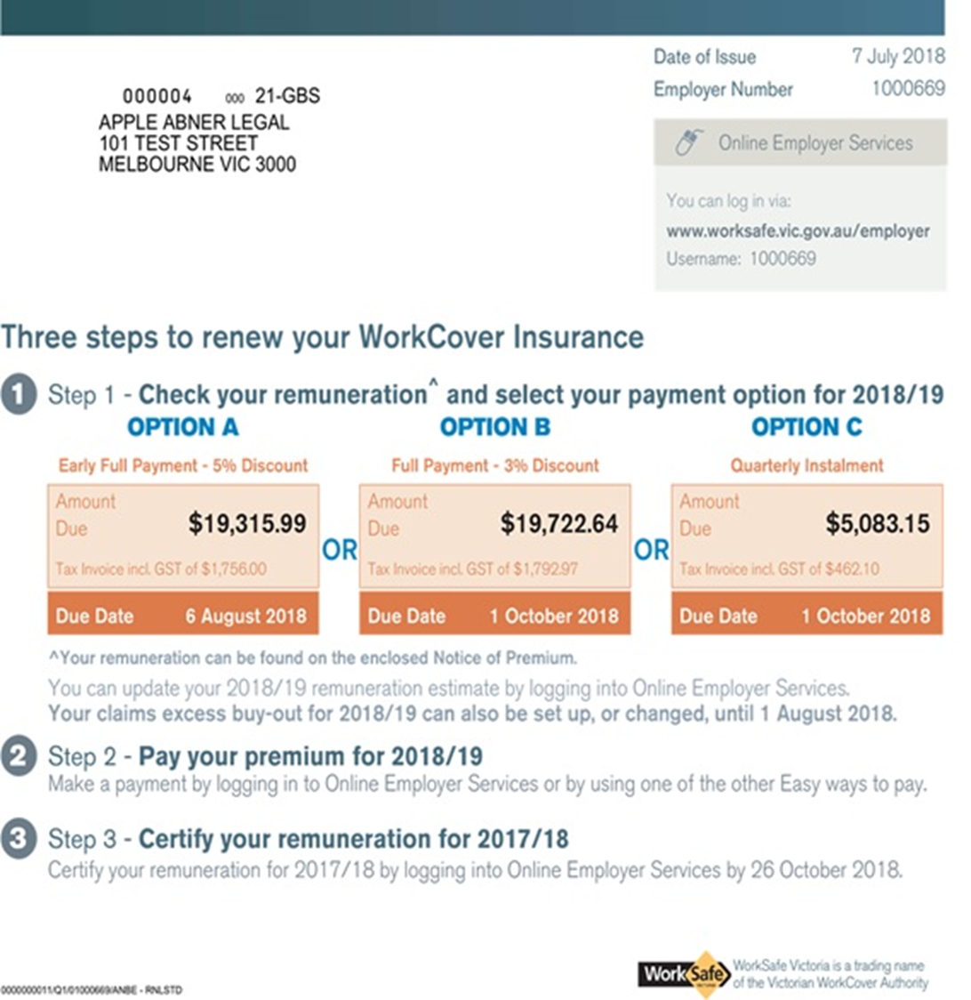 Date of Issue 7 July 2018
Employer Number 1000669
000004 000 21-GBS
APPLE ABNER LEGAL
101 TEST STREET
MELBOURNE VIC 3000
Online Employer Services
You can log in via:
www.worksafe.vic.gov.au/employer
Username: 1000669
Three steps to renew your WorkCover Insurance
1 Step 1 - Check your remuneration^ and select your payment option for 2018/19
OPTION A OPTION B OPTION C
Early Full Payment - 5% Discount Full Payment - 3% Discount Quarterly Instalment
Amount Amount Amount
Due $19,315.99 Due $19,722.64 Due $5,083.15
OR OR
Tax Invoice incl. GST of $1,756.00 Tax Invoice incl. GST of $1,792.97 Tax Invoice incl. GST of $462.10
Due Date 6 August 2018 Due Date 1 October 2018 Due Date 1 October 2018
^Your remuneration can be found on the enclosed Notice of Premium.
You can update your 2018/19 remuneration estimate by logging into Online Employer Services.
Your claims excess buy-out for 2018/19 can also be set up, or changed, until 1 August 2018.
2 Step 2 - Pay your premium for 2018/19
Make a payment by logging in to Online Employer Services or by using one of the other Easy ways to pay.
3 Step 3 - Certify your remuneration for 2017/18
Certify your remuneration for 2017/18 by logging into Online Employer Services by 26 October 2018.
WorkSafe WorkSafe Victoria is a trading name
of the Victorian WorkCover Authority
0000000011/Q1/01000669/ANBE - RNLSTD